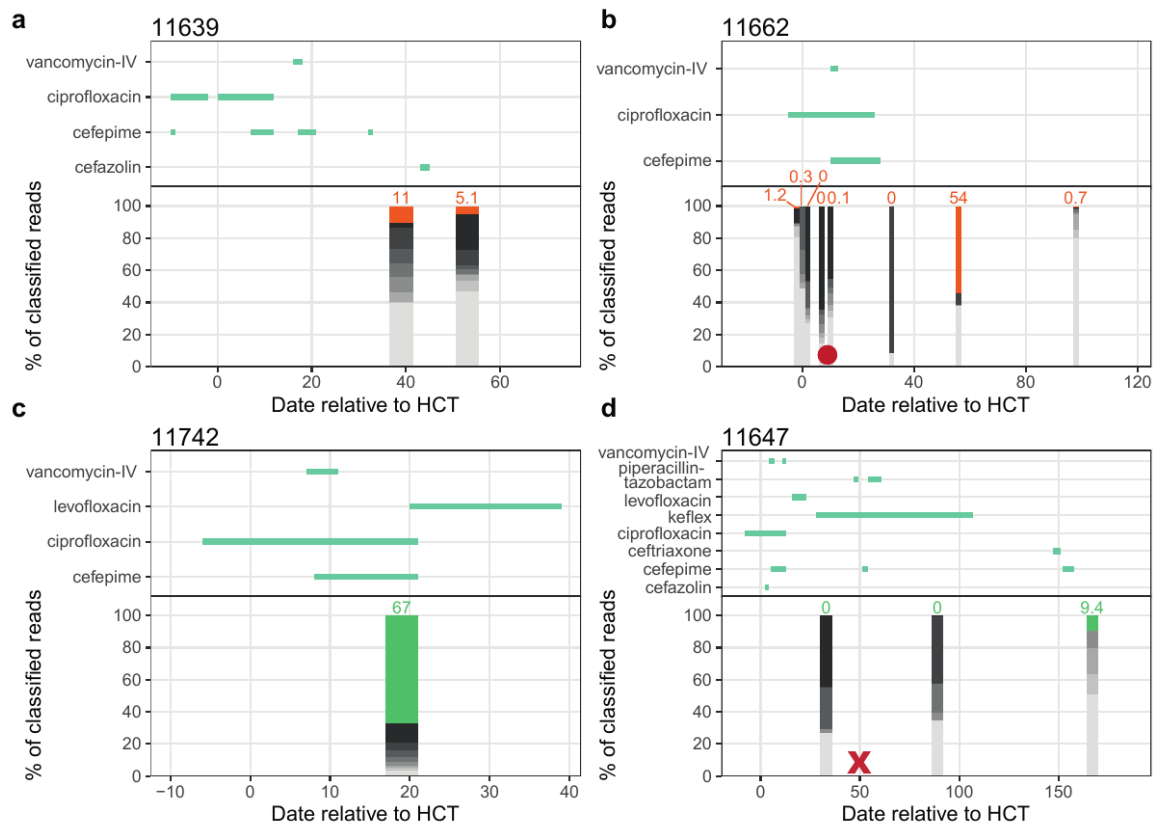 a
11639
vancomycin-IV
ciprofloxacin
cefepime
cefazolin
% of classified reads
100
80
60
40
20
0
11
5.1
0
20
40
60
Date relative to HCT
b
11662
vancomycin-IV
ciprofloxacin
cefepime
0.3
0
1.2
0
0.1
0
54
0.7
% of classified reads
100
80
60
40
20
0
0
40
80
120
Date relative to HCT
c
11742
vancomycin-IV
levofloxacin
ciprofloxacin
cefepime
67
% of classified reads
100
80
60
40
20
0
−10
0
10
20
30
40
Date relative to HCT
d
11647
vancomycin-IV
piperacillin-
tazobactam
levofloxacin
keflex
ciprofloxacin
ceftriaxone
cefepime
cefazolin
0
0
9.4
% of classified reads
100
80
60
40
20
0
X
0
50
100
150
Date relative to HCT